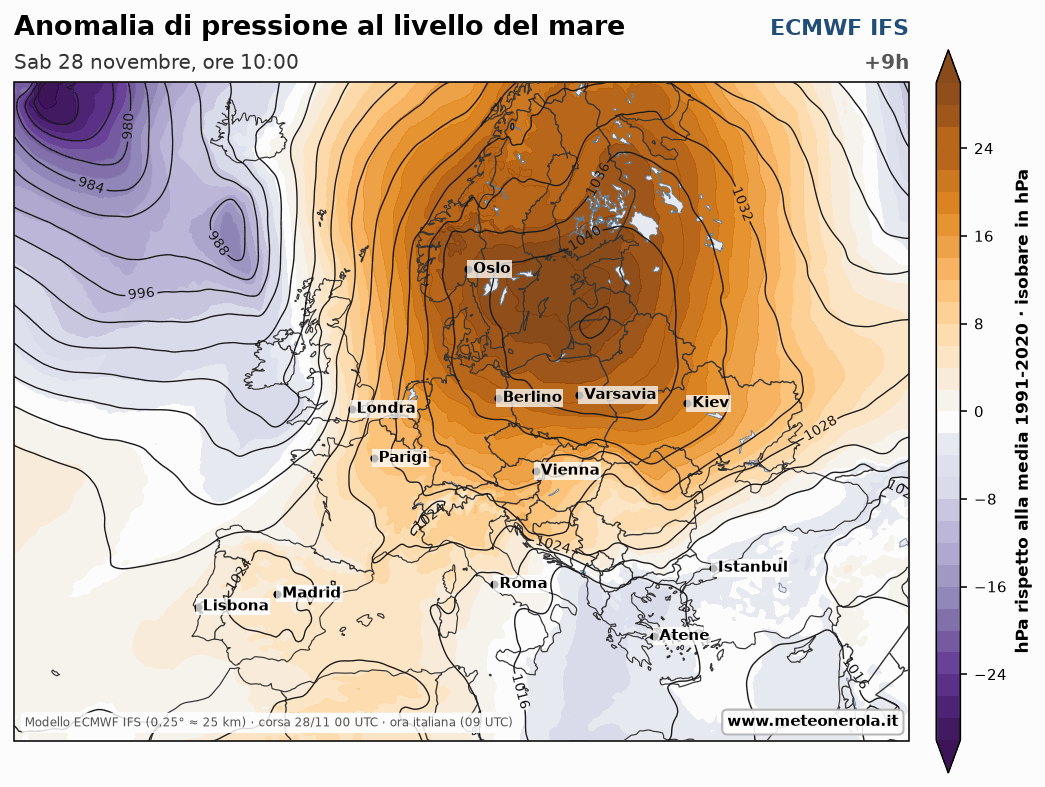 Anomalia di pressione al livello del mare
ECMWF IFS
Sab 28 novembre, ore 10:00
+9h
980
984
988
996
1036
1032
1040
Oslo
Berlino
Varsavia
Kiev
Londra
1028
Parigi
Vienna
1024
1024
Istanbul
1024
Roma
Madrid
Lisbona
Atene
1016
1016
Modello ECMWF IFS (0,25° ≈ 25 km) · corsa 28/11 00 UTC · ora italiana (09 UTC)
www.meteonerola.it
24
16
8
0
−8
−16
−24
hPa rispetto alla media 1991-2020 · isobare in hPa